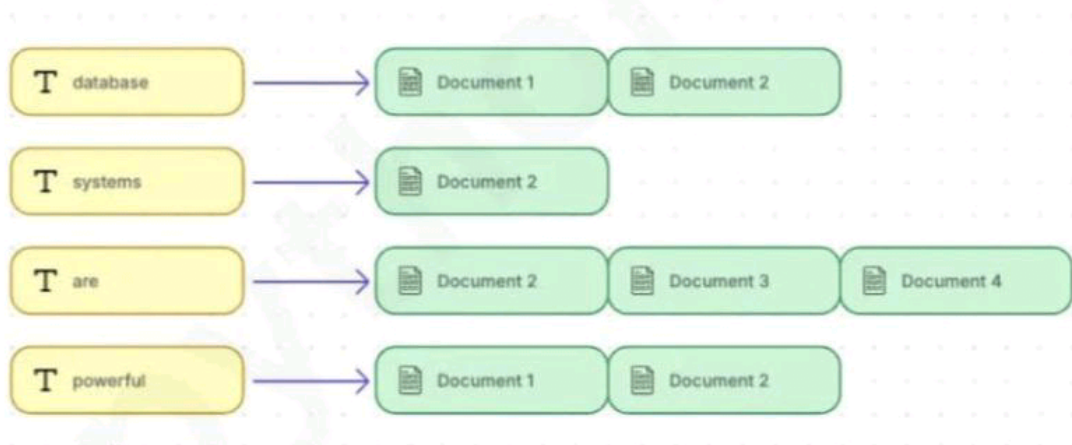 T database Document 1 Document 2
T systems Document 2
T are Document 2 Document 3 Document 4
T powerful Document 1 Document 2